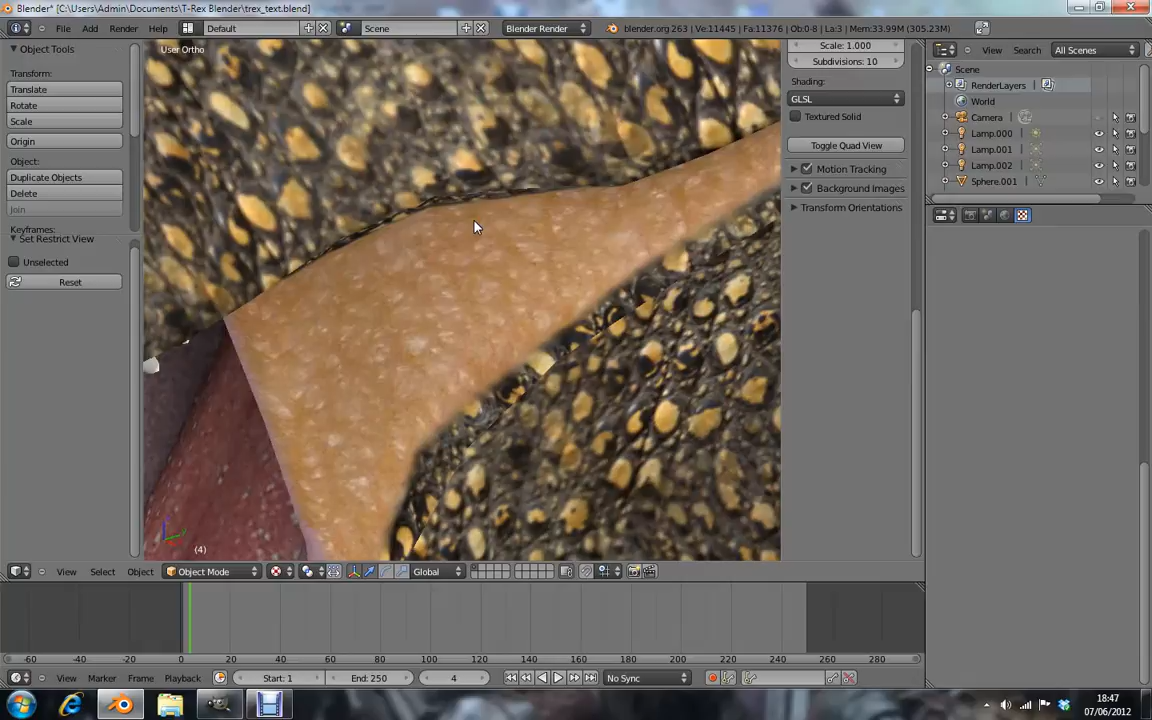 Blender* [C:\Users\Admin\Documents\T-Rex Blender\trex_text.blend]
File Add Render Help Default Scene Blender Render blender.org 263 | Ve:11445 | Fa:11376 | Ob:0-8 | La:3 | Mem:33.99M (305.23M)
Object Tools
Transform:
Translate
Rotate
Scale
Origin
Object:
Duplicate Objects
Delete
Join
Keyframes:
Set Restrict View
Unselected
Reset
User Ortho
(4)
Scale: 1.000
Subdivisions: 10
Shading:
GLSL
Textured Solid
Toggle Quad View
Motion Tracking
Background Images
Transform Orientations
View Search All Scenes
Scene
RenderLayers
World
Camera
Lamp.000
Lamp.001
Lamp.002
Sphere.001
View Select Object Object Mode Global
-60 -40 -20 0 20 40 60 80 100 120 140 160 180 200 220 240 260 280
View Marker Frame Playback Start: 1 End: 250 4 No Sync
18:47
07/06/2012